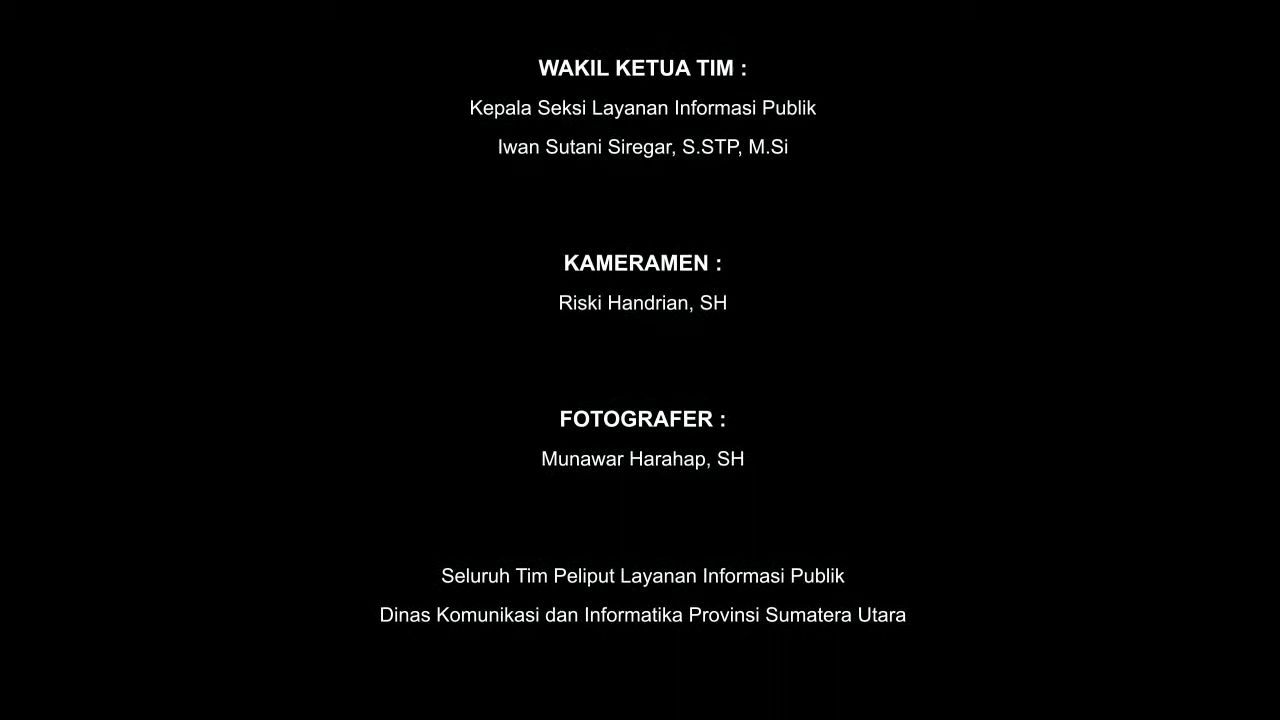 WAKIL KETUA TIM :
Kepala Seksi Layanan Informasi Publik
Iwan Sutani Siregar, S.STP, M.Si
KAMERAMEN :
Riski Handrian, SH
FOTOGRAFER :
Munawar Harahap, SH
Seluruh Tim Peliput Layanan Informasi Publik
Dinas Komunikasi dan Informatika Provinsi Sumatera Utara